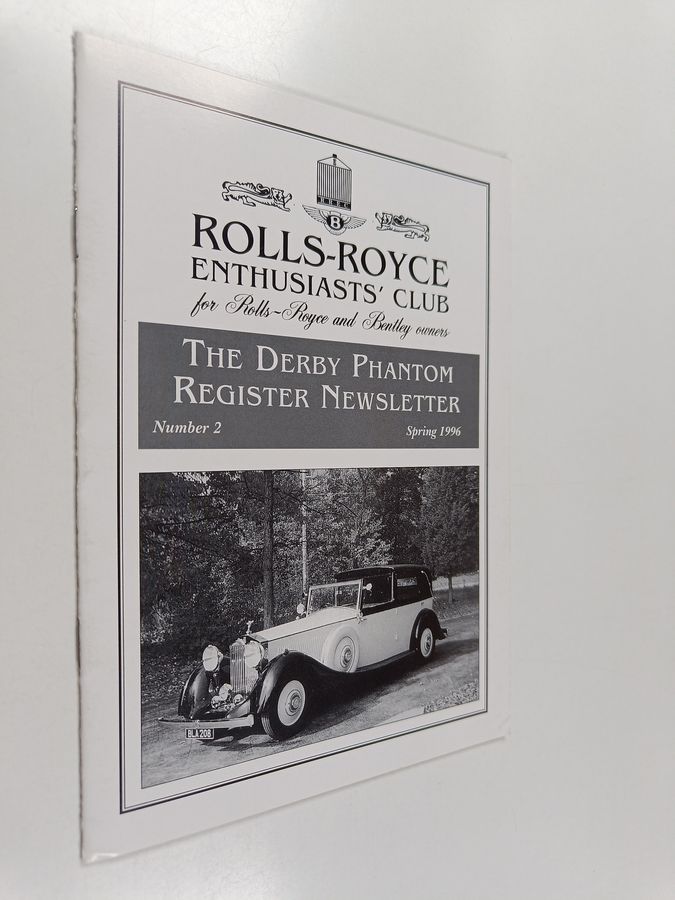 B
ROLLS-ROYCE
ENTHUSIASTS' CLUB
for Rolls-Royce and Bentley owners
THE DERBY PHANTOM
REGISTER NEWSLETTER
Number 2
Spring 1996
BLA 208